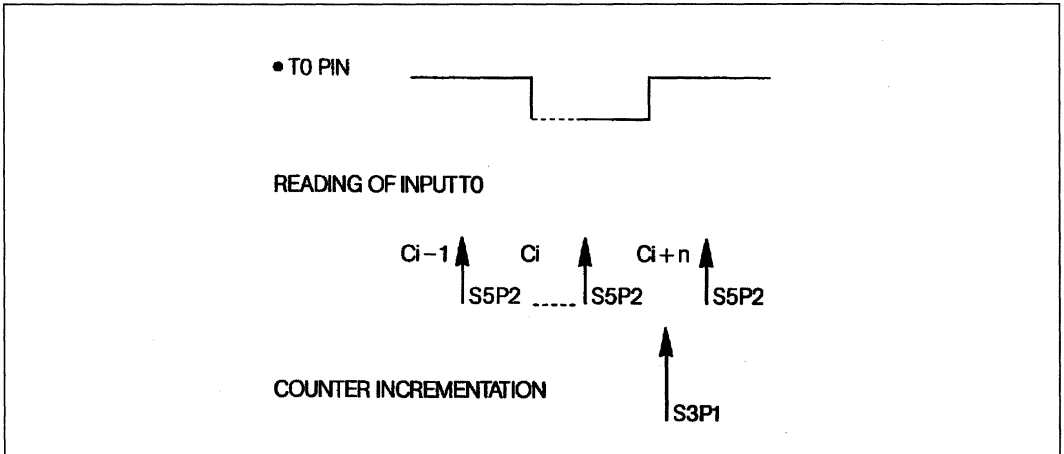 • T0 PIN
READING OF INPUTT0
Ci−1 Ci Ci+n
S5P2 ----- S5P2 S5P2
COUNTER INCREMENTATION
S3P1